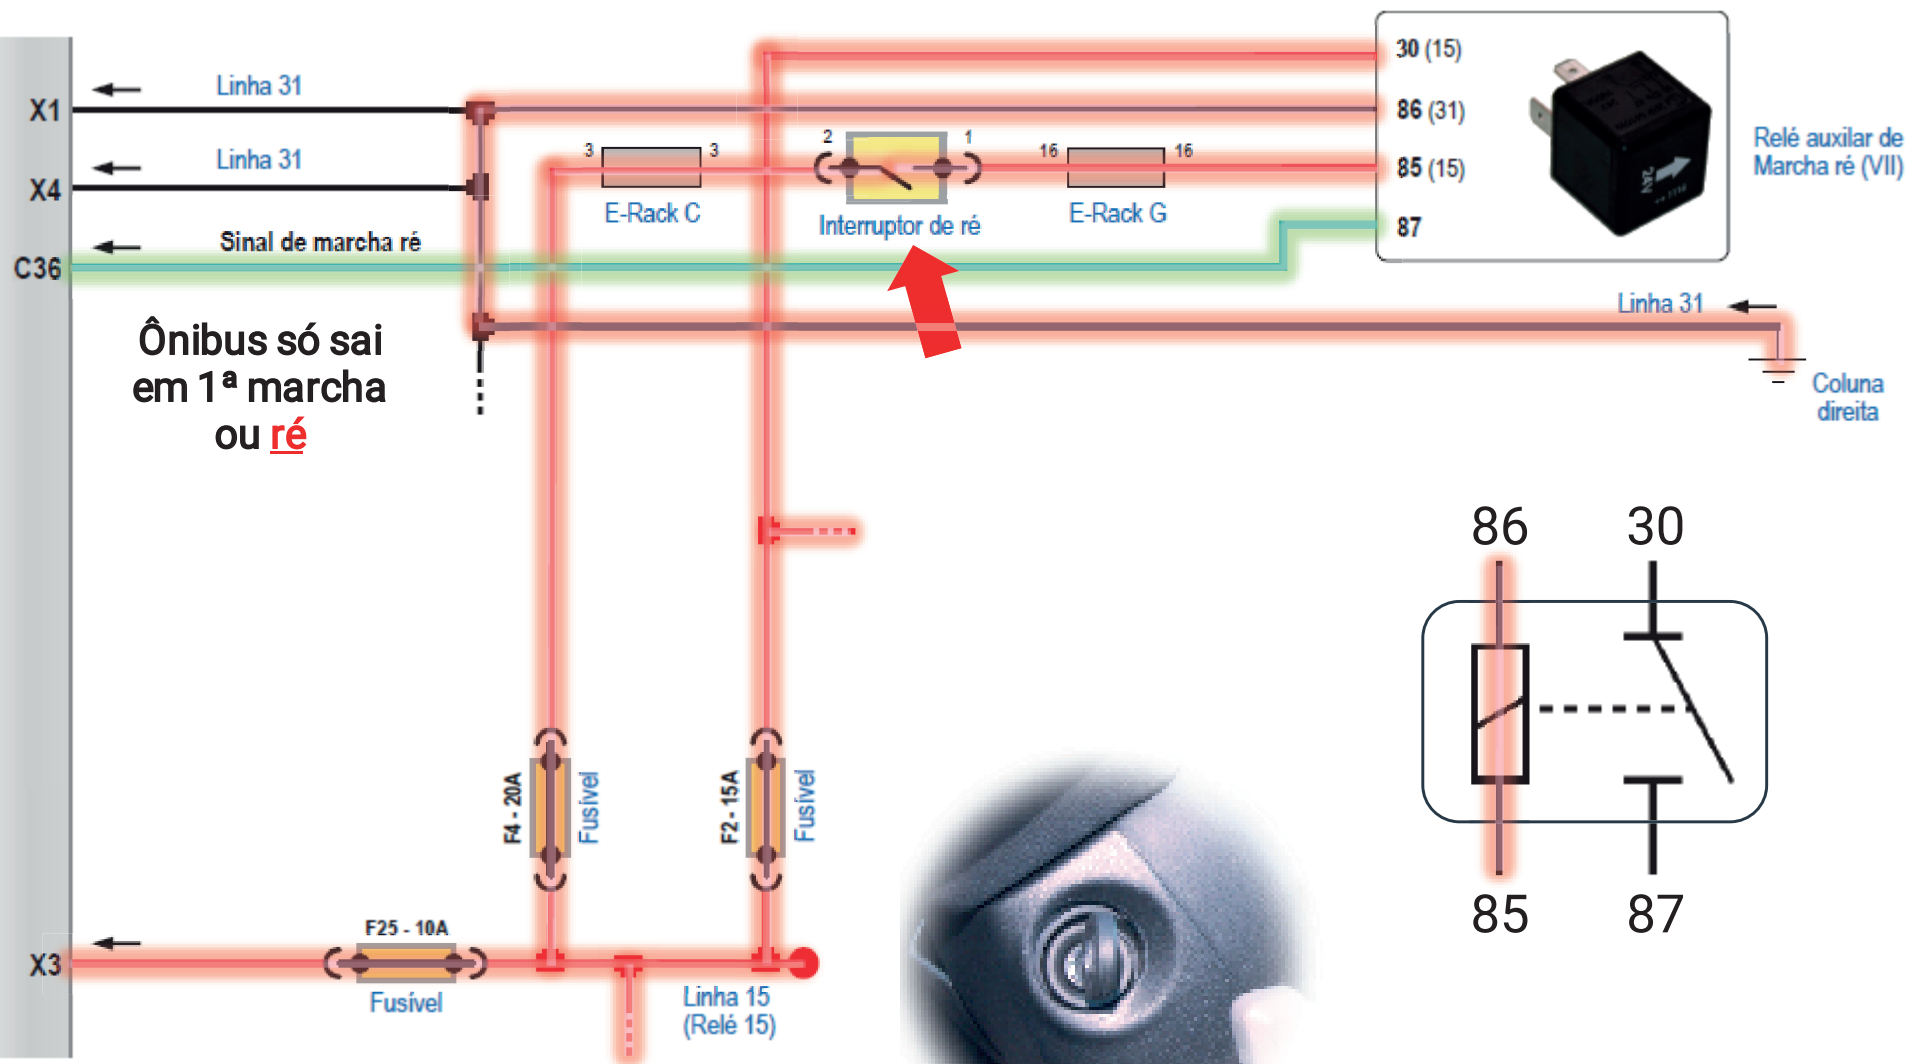 30 (15)
Linha 31
X1
86 (31)
2
1
3
3
16
16
Relé auxilar de
Marcha ré (VII)
Linha 31
85 (15)
X4
E-Rack C
Interruptor de ré
E-Rack G
24V
87
Sinal de marcha ré
C36
Linha 31
Ônibus só sai
em 1ª marcha
ou ré
Coluna
direita
86
30
F4 - 20A
Fusível
F2 - 15A
Fusível
85
87
F25 - 10A
X3
Fusível
Linha 15
(Relé 15)